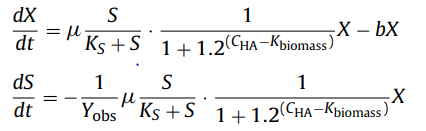 dX/dt = μ S/(K_S + S) · 1/(1 + 1.2^(C_HA−K_biomass)) X − bX
dS/dt = − 1/Y_obs μ S/(K_S + S) · 1/(1 + 1.2^(C_HA−K_biomass)) X